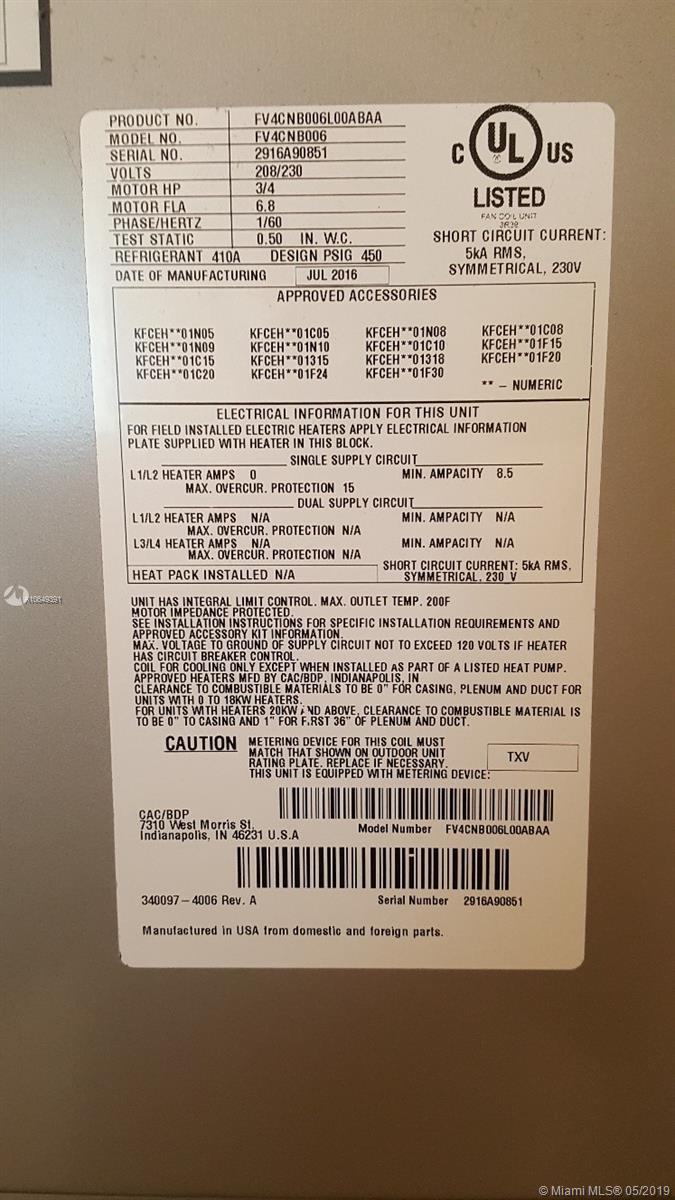 PRODUCT NO. FV4CNB006L00ABAA
MODEL NO. FV4CNB006
SERIAL NO. 2916A90851
VOLTS 208/230
MOTOR HP 3/4
MOTOR FLA 6.8
PHASE/HERTZ 1/60
TEST STATIC 0.50 IN. W.C.
REFRIGERANT 410A DESIGN PSIG 450
DATE OF MANUFACTURING JUL 2016
C UL US
LISTED
FAN COIL UNIT
SHORT CIRCUIT CURRENT:
5kA RMS,
SYMMETRICAL, 230V
APPROVED ACCESSORIES
KFCEH**01N05 KFCEH**01C05 KFCEH**01N08 KFCEH**01C08
KFCEH**01N09 KFCEH**01N10 KFCEH**01C10 KFCEH**01F15
KFCEH**01C15 KFCEH**01315 KFCEH**01318 KFCEH**01F20
KFCEH**01C20 KFCEH**01F24 KFCEH**01F30
** – NUMERIC
ELECTRICAL INFORMATION FOR THIS UNIT
FOR FIELD INSTALLED ELECTRIC HEATERS APPLY ELECTRICAL INFORMATION
PLATE SUPPLIED WITH HEATER IN THIS BLOCK.
SINGLE SUPPLY CIRCUIT
L1/L2 HEATER AMPS 0 MIN. AMPACITY 8.5
MAX. OVERCUR. PROTECTION 15
DUAL SUPPLY CIRCUIT
L1/L2 HEATER AMPS N/A MIN. AMPACITY N/A
MAX. OVERCUR. PROTECTION N/A
L3/L4 HEATER AMPS N/A MIN. AMPACITY N/A
MAX. OVERCUR. PROTECTION N/A
HEAT PACK INSTALLED N/A
SHORT CIRCUIT CURRENT: 5kA RMS,
SYMMETRICAL, 230 V
UNIT HAS INTEGRAL LIMIT CONTROL. MAX. OUTLET TEMP. 200F
MOTOR IMPEDANCE PROTECTED.
SEE INSTALLATION INSTRUCTIONS FOR SPECIFIC INSTALLATION REQUIREMENTS AND
APPROVED ACCESSORY KIT INFORMATION.
MAX. VOLTAGE TO GROUND OF SUPPLY CIRCUIT NOT TO EXCEED 120 VOLTS IF HEATER
HAS CIRCUIT BREAKER CONTROL.
COIL FOR COOLING ONLY EXCEPT WHEN INSTALLED AS PART OF A LISTED HEAT PUMP.
APPROVED HEATERS MFD BY CAC/BDP, INDIANAPOLIS, IN
CLEARANCE TO COMBUSTIBLE MATERIALS TO BE 0" FOR CASING, PLENUM AND DUCT FOR
UNITS WITH 0 TO 18KW HEATERS.
FOR UNITS WITH HEATERS 20KW AND ABOVE, CLEARANCE TO COMBUSTIBLE MATERIAL IS
TO BE 0" TO CASING AND 1" FOR FIRST 36" OF PLENUM AND DUCT.
CAUTION METERING DEVICE FOR THIS COIL MUST
MATCH THAT SHOWN ON OUTDOOR UNIT
RATING PLATE. REPLACE IF NECESSARY.
THIS UNIT IS EQUIPPED WITH METERING DEVICE:
TXV
CAC/BDP
7310 West Morris St.
Indianapolis, IN 46231 U.S.A
Model Number FV4CNB006L00ABAA
340097–4006 Rev. A Serial Number 2916A90851
Manufactured in USA from domestic and foreign parts.
© Miami MLS® 05/2019